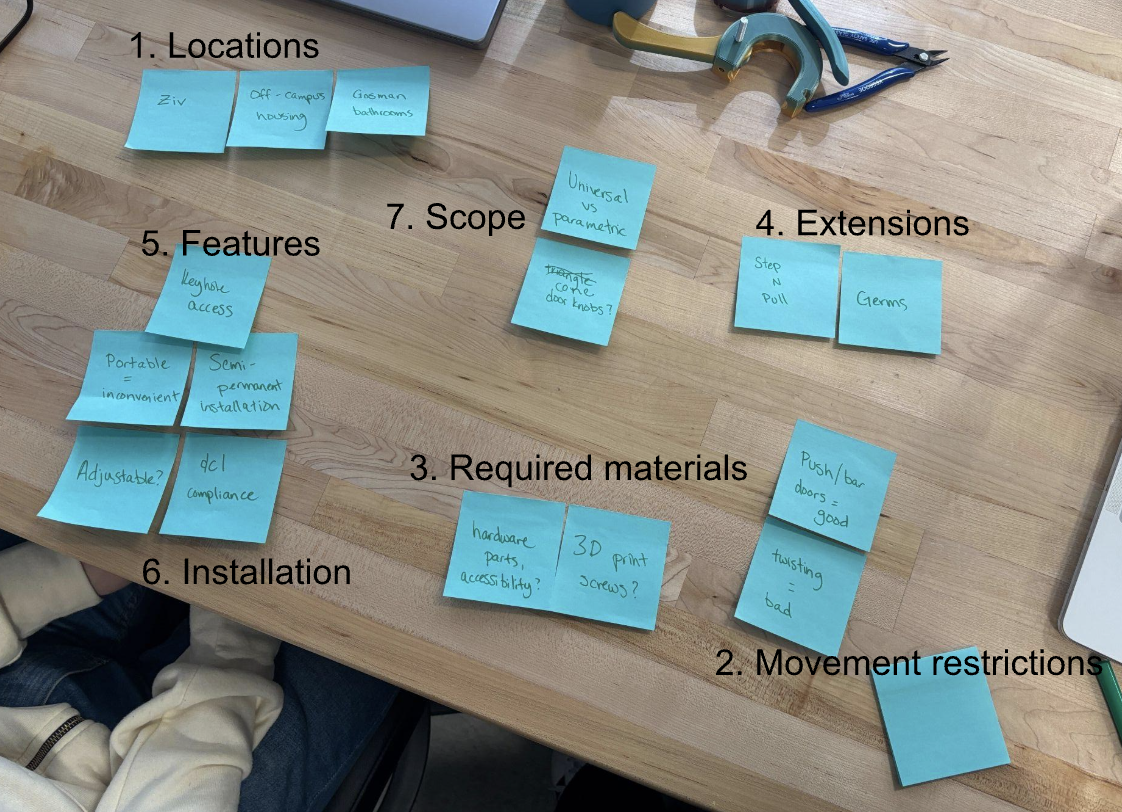 1. Locations
Ziv
Off-campus
housing
Gosman
bathrooms
7. Scope
Universal
vs
parametric
cone
door knobs?
4. Extensions
Step
N
Pull
Germs
5. Features
Keyhole
access
Portable
=
inconvenient
Semi-
permanent
installation
Adjustable?
dcl
compliance
6. Installation
3. Required materials
hardware
parts,
accessibility?
3D print
screws?
Push/bar
doors =
good
twisting
=
bad
2. Movement restrictions